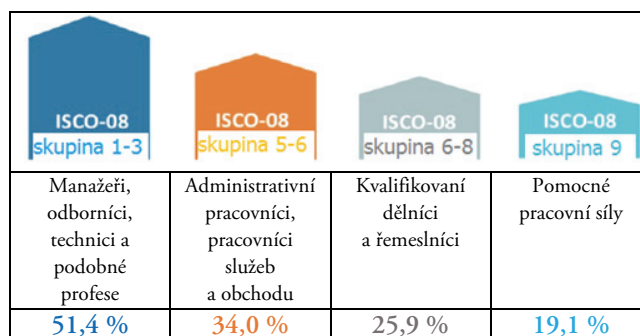 ISCO-08
skupina 1-3
ISCO-08
skupina 5-6
ISCO-08
skupina 6-8
ISCO-08
skupina 9
Manažeři,
odborníci,
technici a
podobné
profese
Administrativní
pracovníci,
pracovníci
služeb
a obchodu
Kvalifikovaní
dělníci
a řemeslníci
Pomocné
pracovní síly
51,4 %
34,0 %
25,9 %
19,1 %